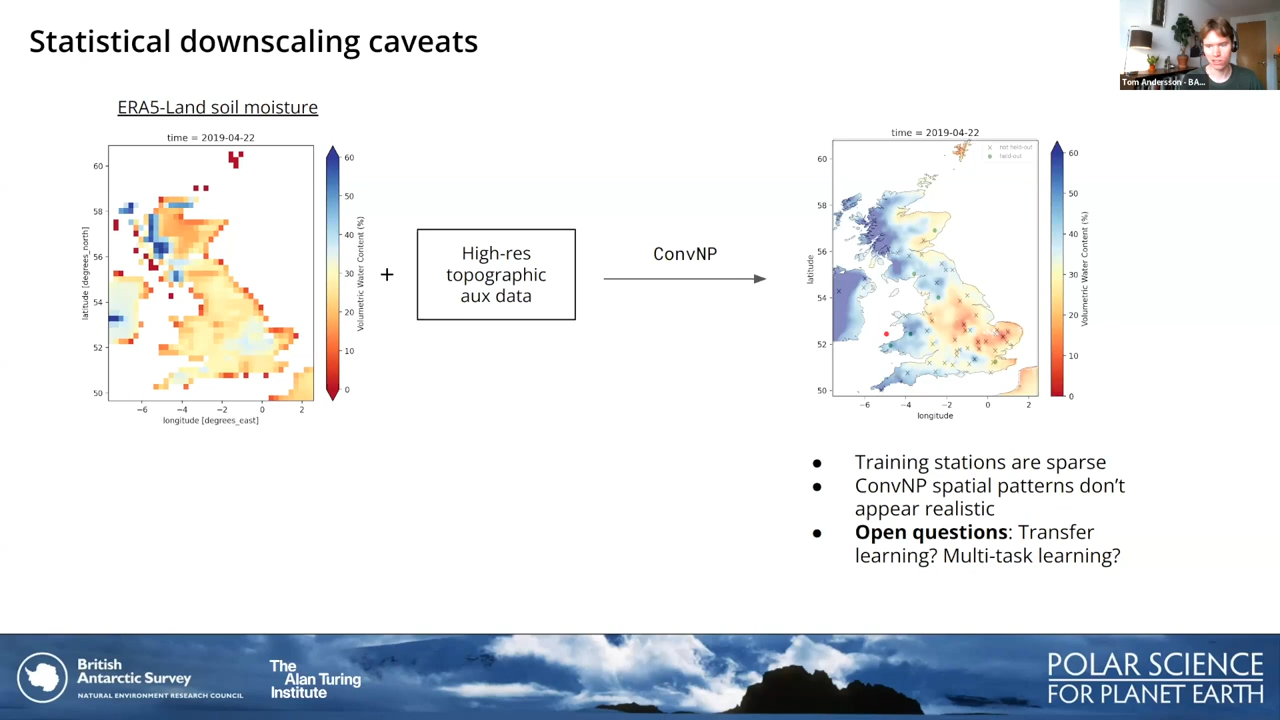 Statistical downscaling caveats
Tom Andersson - BA...
ERA5-Land soil moisture
time = 2019-04-22
60
58
56
54
52
50
latitude [degrees_north]
−6
−4
−2
0
2
longitude [degrees_east]
60
50
40
30
20
10
0
Volumetric Water Content (%)
+
High-res
topographic
aux data
ConvNP
time = 2019-04-22
not held-out
held-out
60
58
56
54
52
50
latitude
−6
−4
−2
0
2
longitude
60
50
40
30
20
10
0
Volumetric Water Content (%)
● Training stations are sparse
● ConvNP spatial patterns don't
appear realistic
● Open questions: Transfer
learning? Multi-task learning?
British
Antarctic Survey
NATURAL ENVIRONMENT RESEARCH COUNCIL
The
Alan Turing
Institute
POLAR SCIENCE
FOR PLANET EARTH